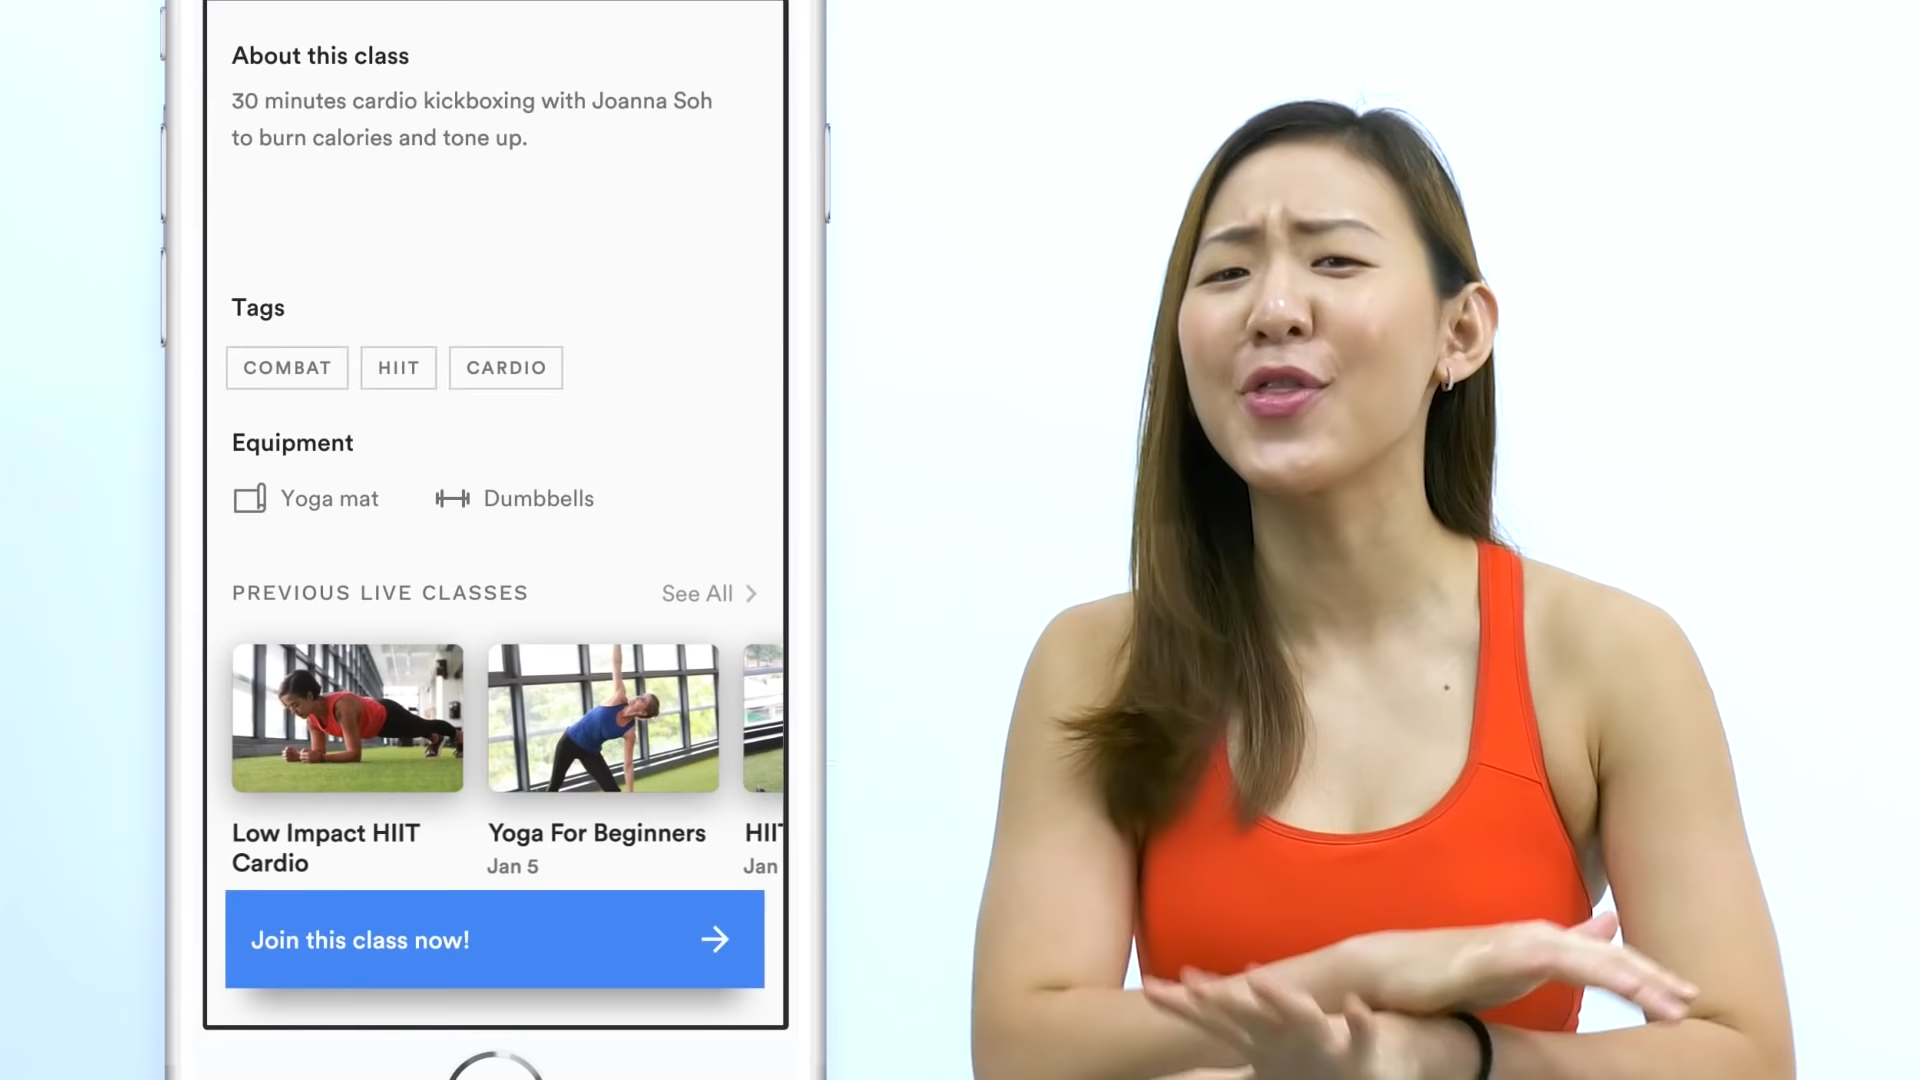 About this class
30 minutes cardio kickboxing with Joanna Soh
to burn calories and tone up.
Tags
COMBAT HIIT CARDIO
Equipment
Yoga mat Dumbbells
PREVIOUS LIVE CLASSES See All
Low Impact HIIT
Cardio
Yoga For Beginners
Jan 5
HIIT
Jan
Join this class now!